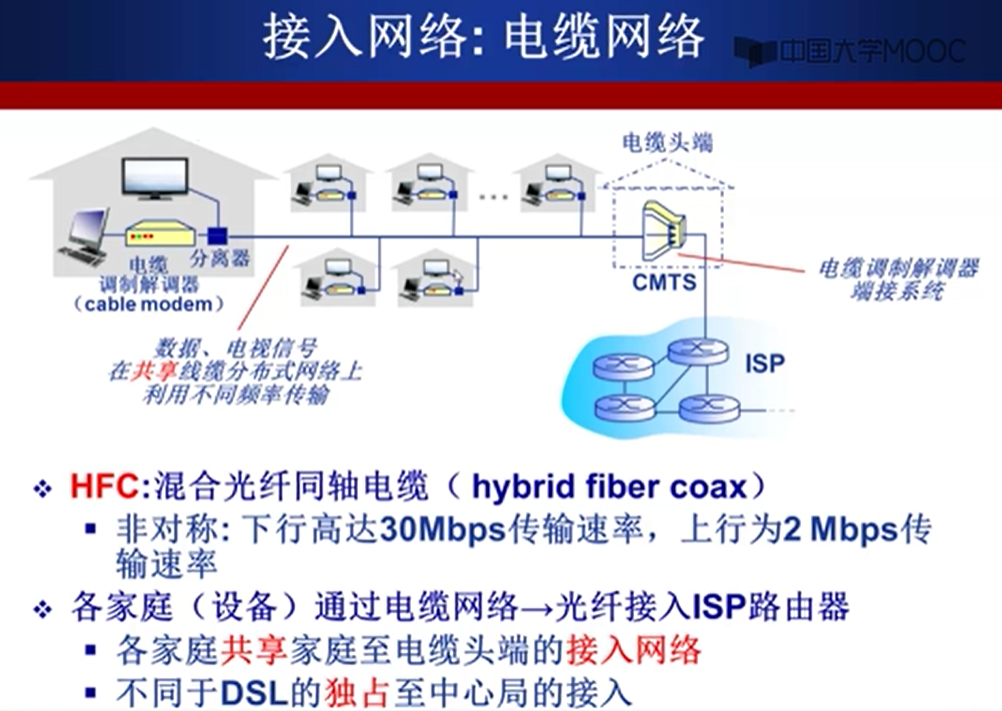 接入网络: 电缆网络
中国大学MOOC
电缆头端
分离器
电缆
调制解调器
（cable modem）
CMTS
电缆调制解调器
端接系统
数据、电视信号
在共享线缆分布式网络上
利用不同频率传输
ISP
❖ HFC:混合光纤同轴电缆（ hybrid fiber coax）
▪ 非对称: 下行高达30Mbps传输速率，上行为2 Mbps传
输速率
❖ 各家庭（设备）通过电缆网络→光纤接入ISP路由器
▪ 各家庭共享家庭至电缆头端的接入网络
▪ 不同于DSL的独占至中心局的接入